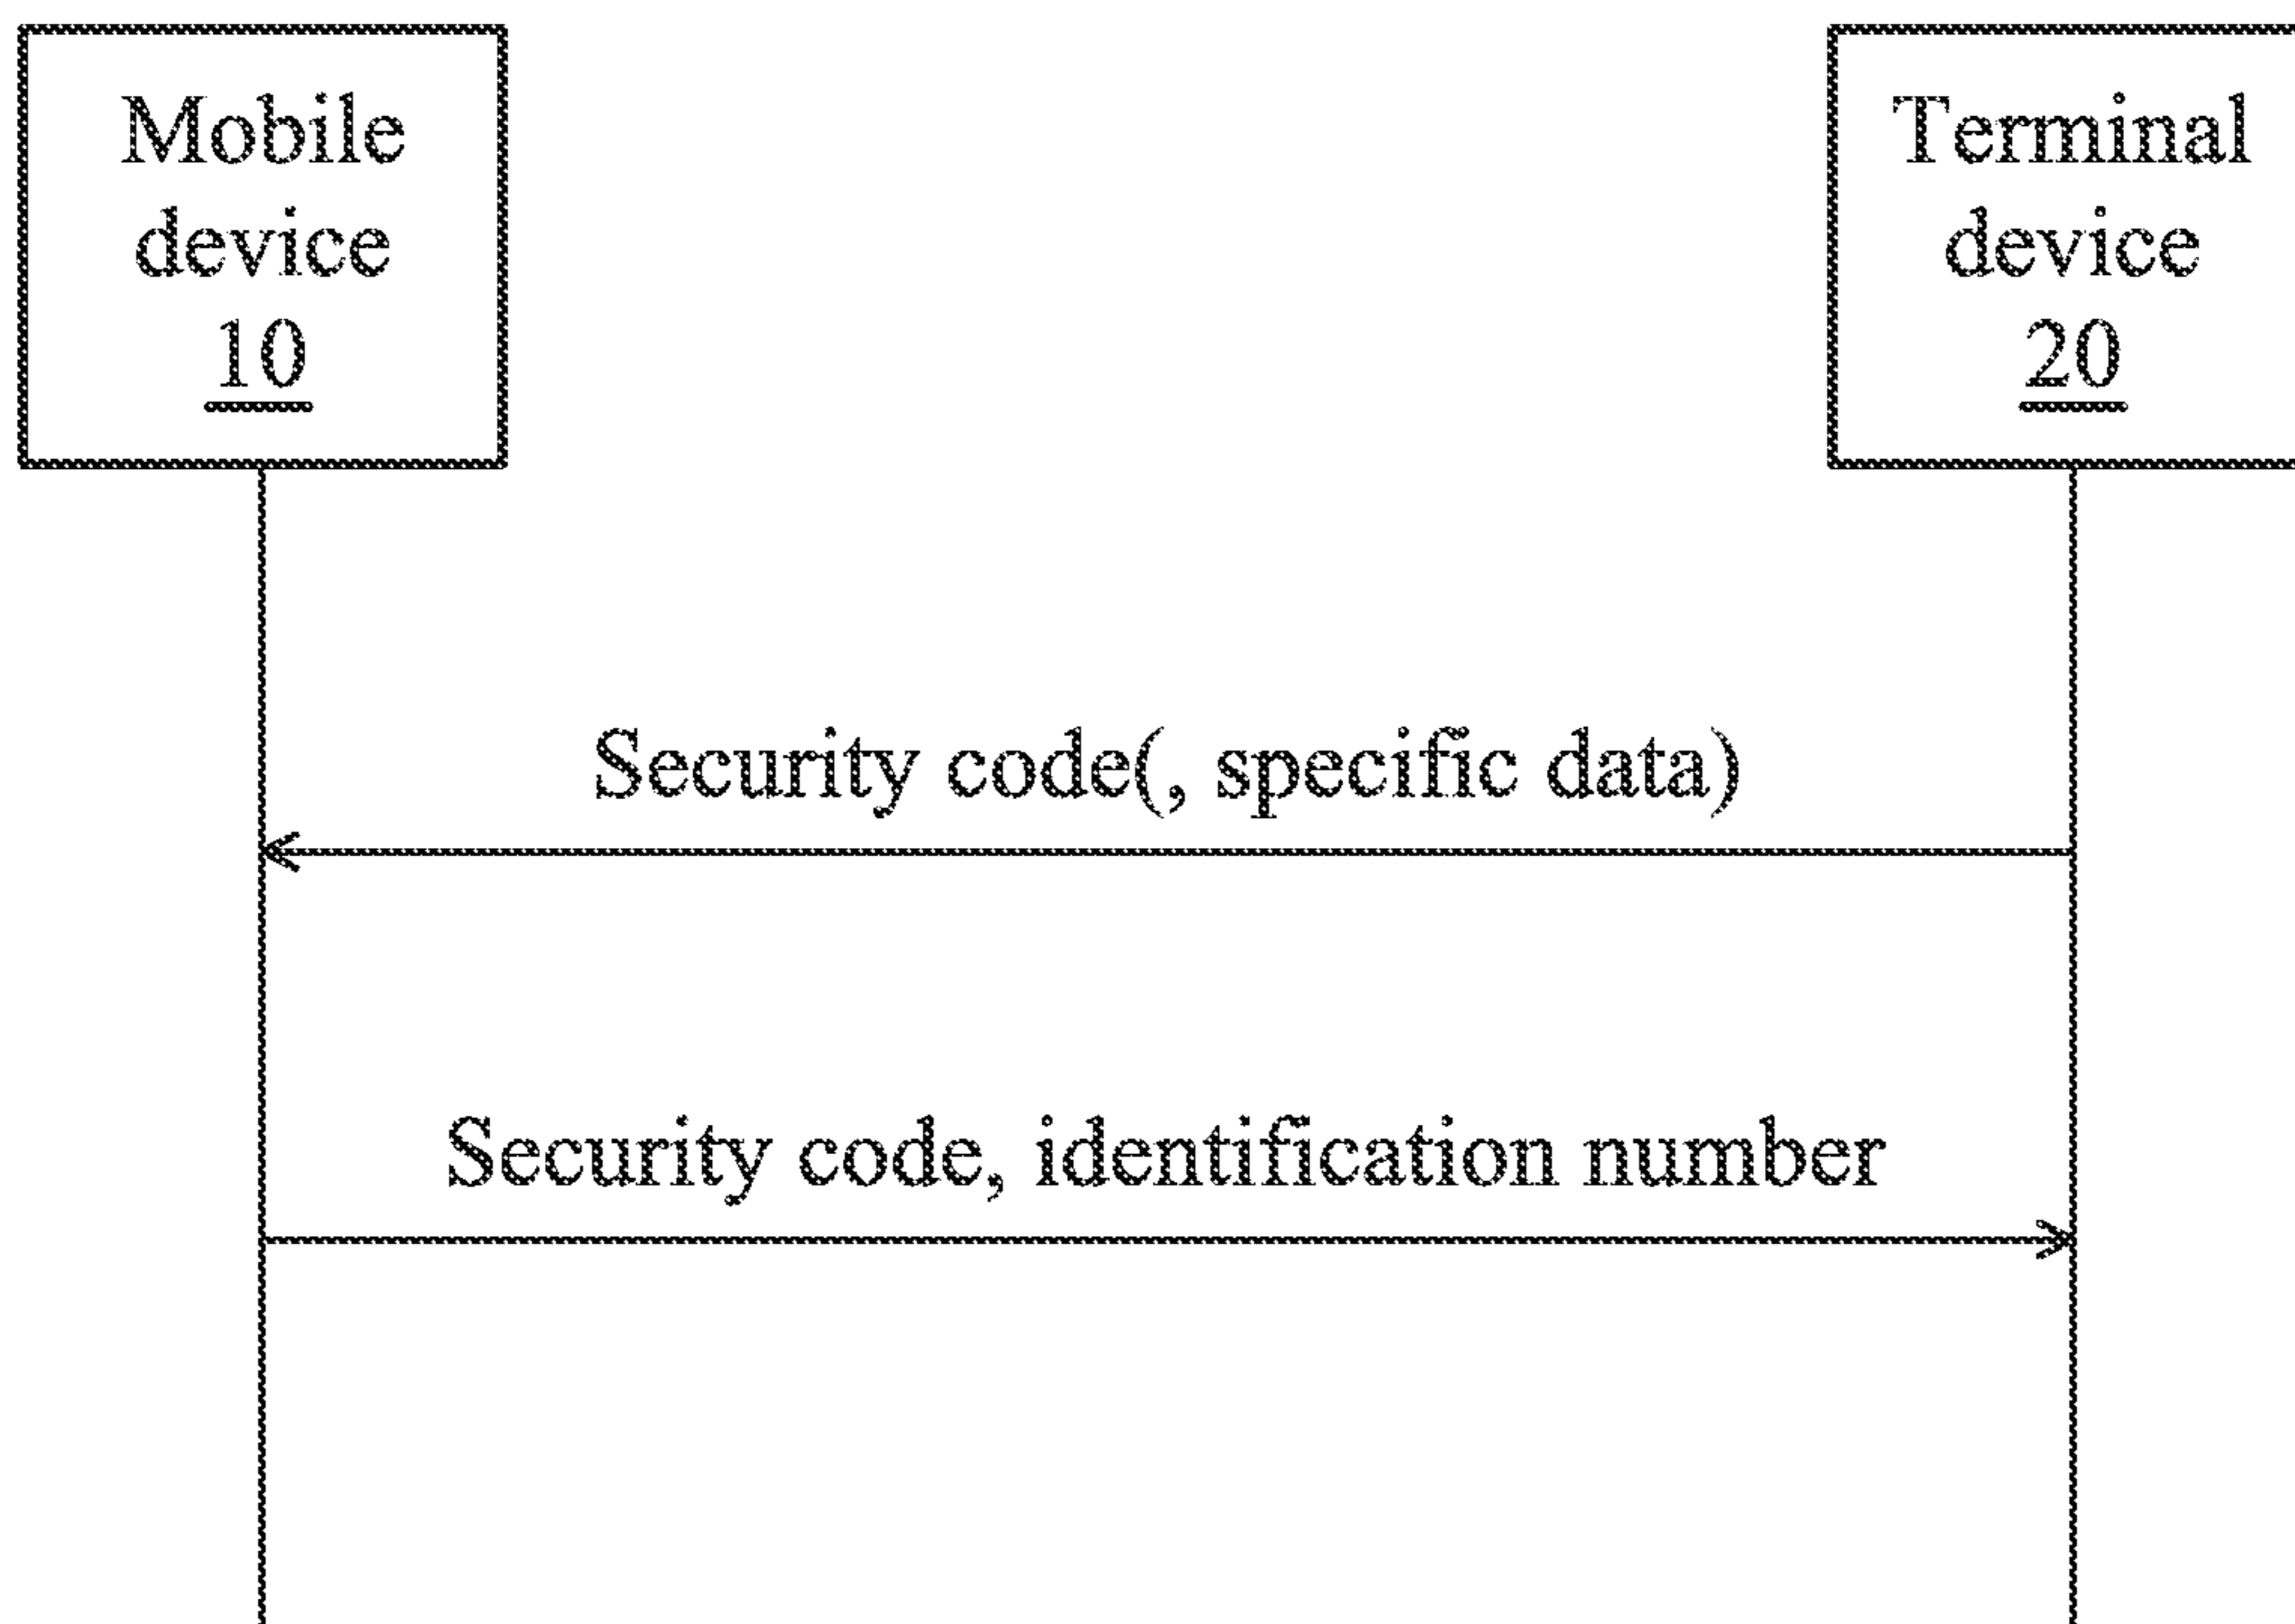 Mobile
device
10
Terminal
device
20
Security code(, specific data)
Security code, identification number